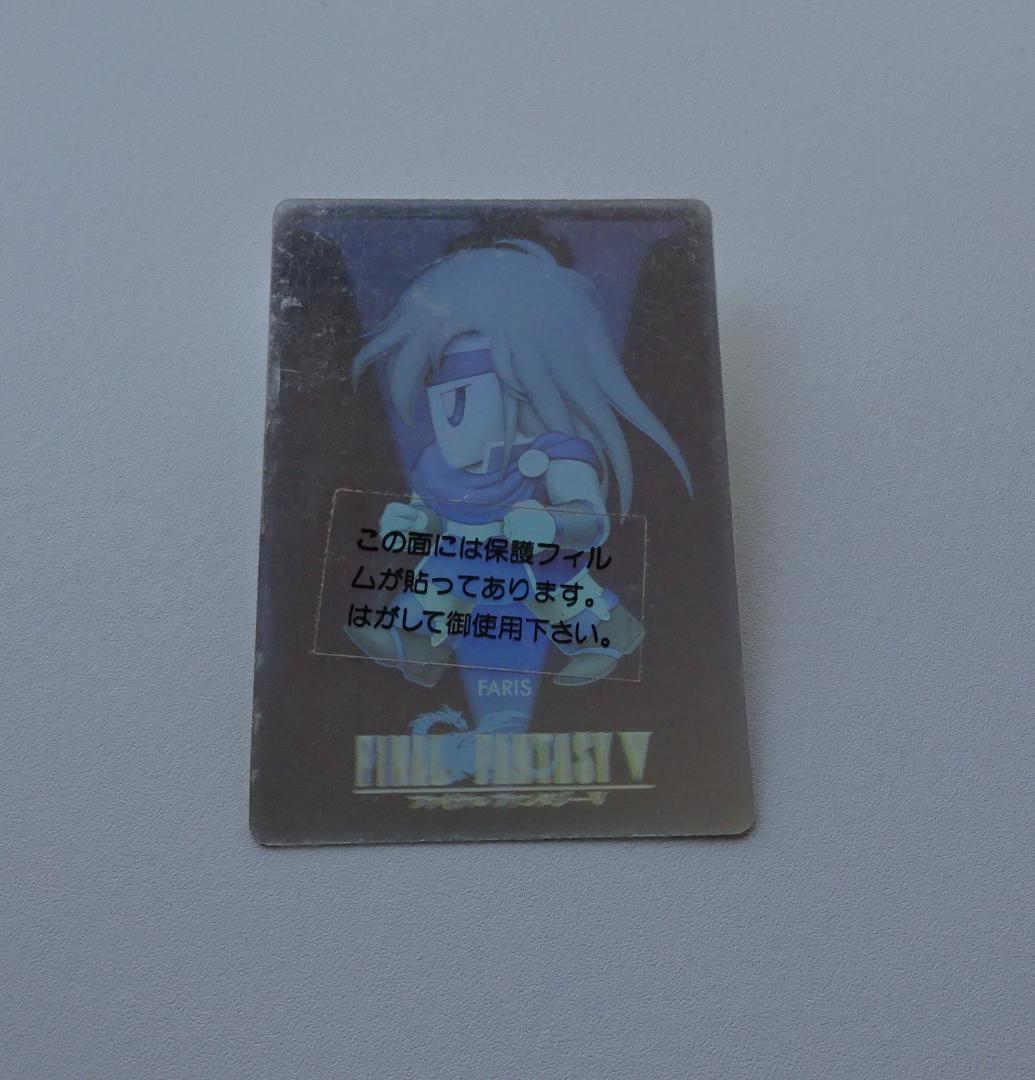 この面には保護フィル
ムが貼ってあります。
はがして御使用下さい。
FARIS
FINAL FANTASY V
ファイナルファンタジーV